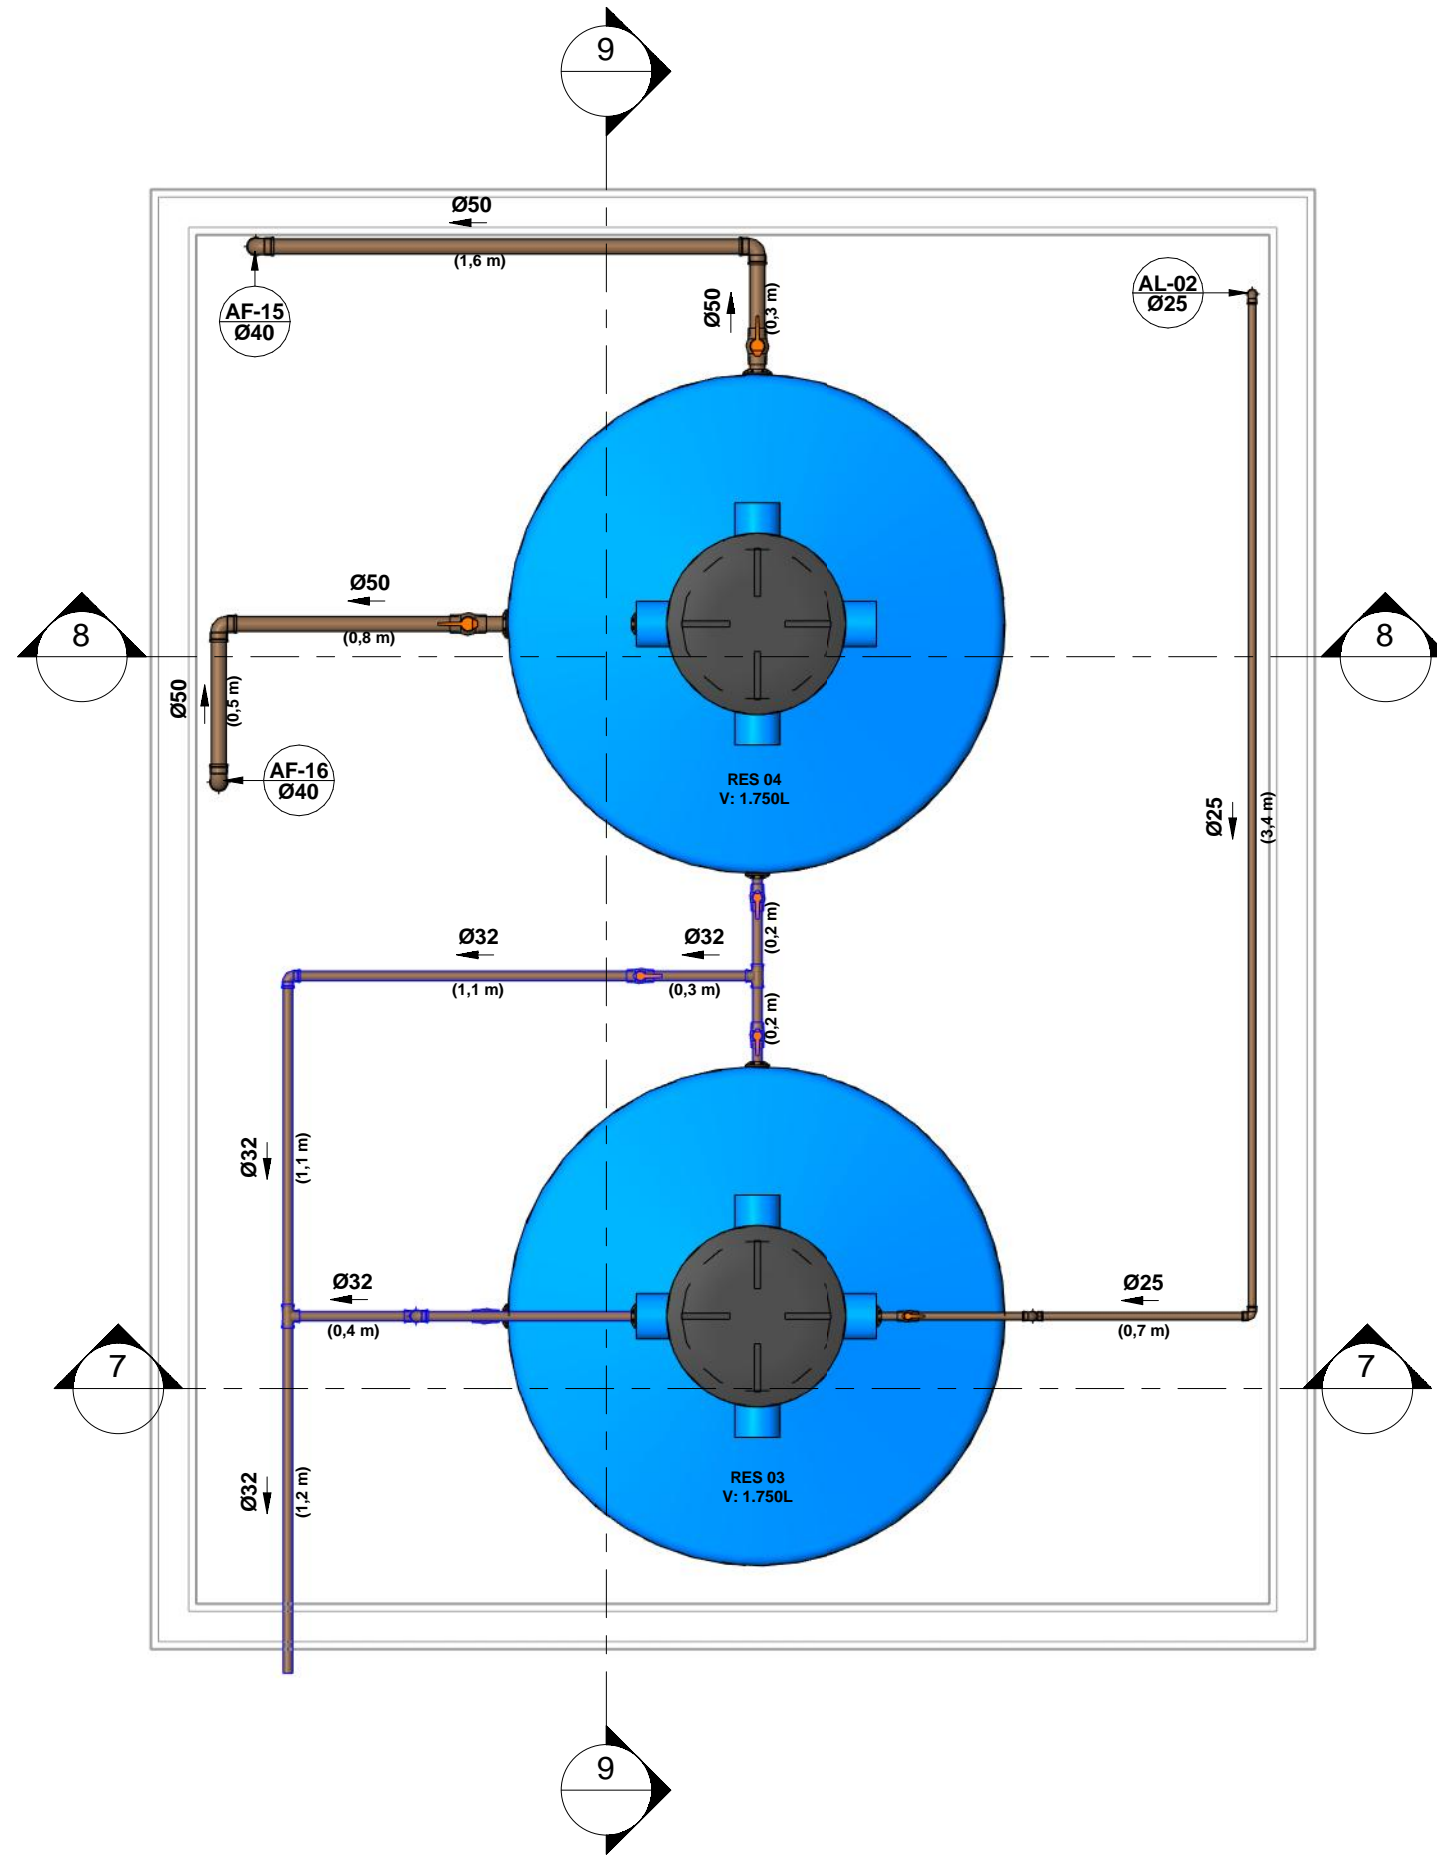 9
Ø50
(1,6 m)
AF-15
Ø40
Ø50
(0,3 m)
AL-02
Ø25
Ø50
(0,8 m)
8
8
Ø50
(0,5 m)
AF-16
Ø40
RES 04
V: 1.750L
Ø25
(3,4 m)
(0,2 m)
Ø32
Ø32
(1,1 m)
(0,3 m)
(0,2 m)
Ø32
(1,1 m)
Ø32
(0,4 m)
Ø25
(0,7 m)
7
7
RES 03
V: 1.750L
Ø32
(1,2 m)
9